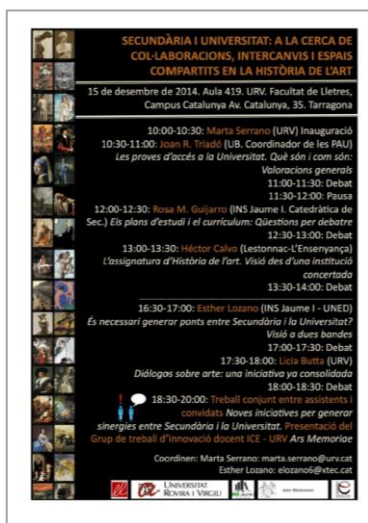 SECUNDÀRIA I UNIVERSITAT: A LA CERCA DE
COL·LABORACIONS, INTERCANVIS I ESPAIS
COMPARTITS EN LA HISTÒRIA DE L'ART
15 de desembre de 2014. Aula 419. URV. Facultat de Lletres,
Campus Catalunya Av. Catalunya, 35. Tarragona
10:00-10:30: Marta Serrano (URV) Inauguració
10:30-11:00: Joan R. Triadó (UB. Coordinador de les PAU)
Les proves d'accés a la Universitat. Què són i com són:
Valoracions generals
11:00-11:30: Debat
11:30-12:00: Pausa
12:00-12:30: Rosa M. Guijarro (INS Jaume I. Catedràtica de
Sec.) Els plans d'estudi i el currículum: Qüestions per debatre
12:30-13:00: Debat
13:00-13:30: Héctor Calvo (Lestonnac-L'Ensenyança)
L'assignatura d'Història de l'art. Visió des d'una institució
concertada
13:30-14:00: Debat
16:30-17:00: Esther Lozano (INS Jaume I - UNED)
És necessari generar ponts entre Secundària i la Universitat?
Visió a dues bandes
17:00-17:30: Debat
17:30-18:00: Licia Butta (URV)
Diálogos sobre arte: una iniciativa ya consolidada
18:00-18:30: Debat
18:30-20:00: Treball conjunt entre assistents i
convidats Noves iniciatives per generar
sinergies entre Secundària i la Universitat. Presentació del
Grup de treball d'innovació docent ICE - URV Ars Memoriae
Coordinen: Marta Serrano: marta.serrano@urv.cat
Esther Lozano: elozano6@xtec.cat
UNIVERSITAT
ROVIRA I VIRGILI